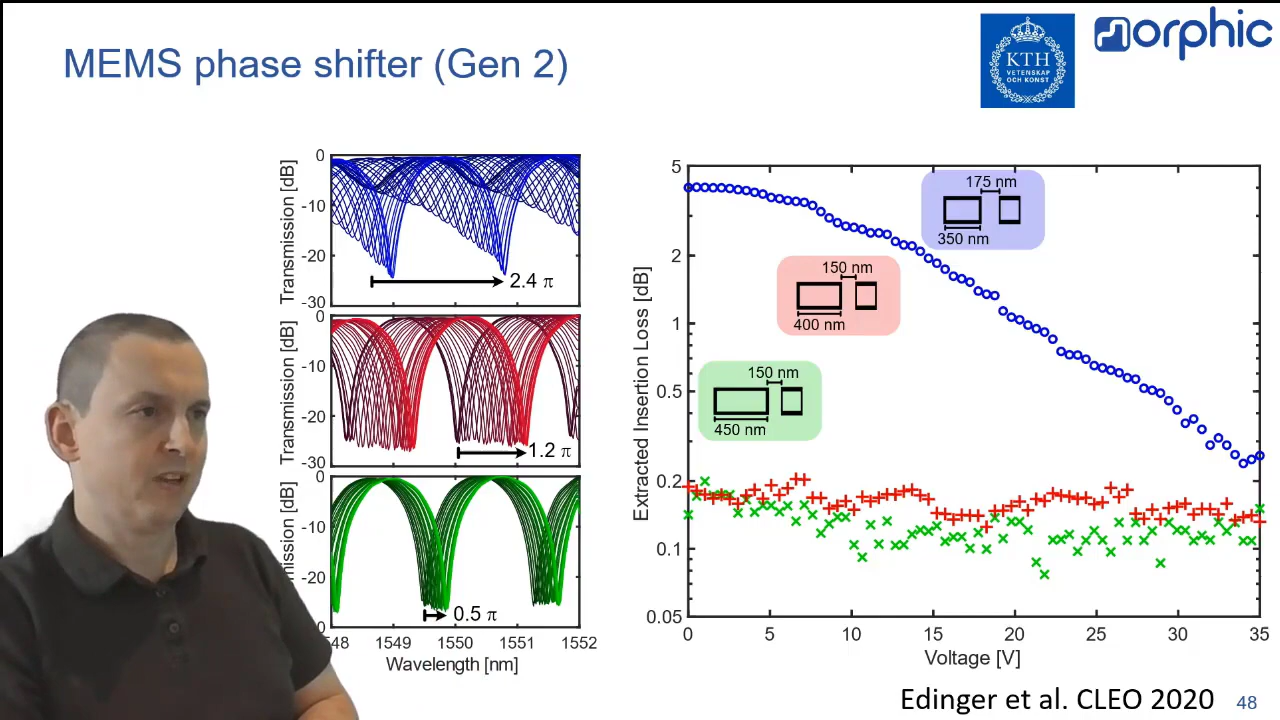 MEMS phase shifter (Gen 2)
KTH
VETENSKAP
OCH KONST
morphic
Transmission [dB]
0
-10
-20
-30
2.4 π
Transmission [dB]
0
-10
-20
-30
1.2 π
mission [dB]
0
-10
-20
0
0.5 π
48 1549 1550 1551 1552
Wavelength [nm]
Extracted Insertion Loss [dB]
5
2
1
0.5
0.2
0.1
0.05
175 nm
350 nm
150 nm
400 nm
150 nm
450 nm
0 5 10 15 20 25 30 35
Voltage [V]
Edinger et al. CLEO 2020
48